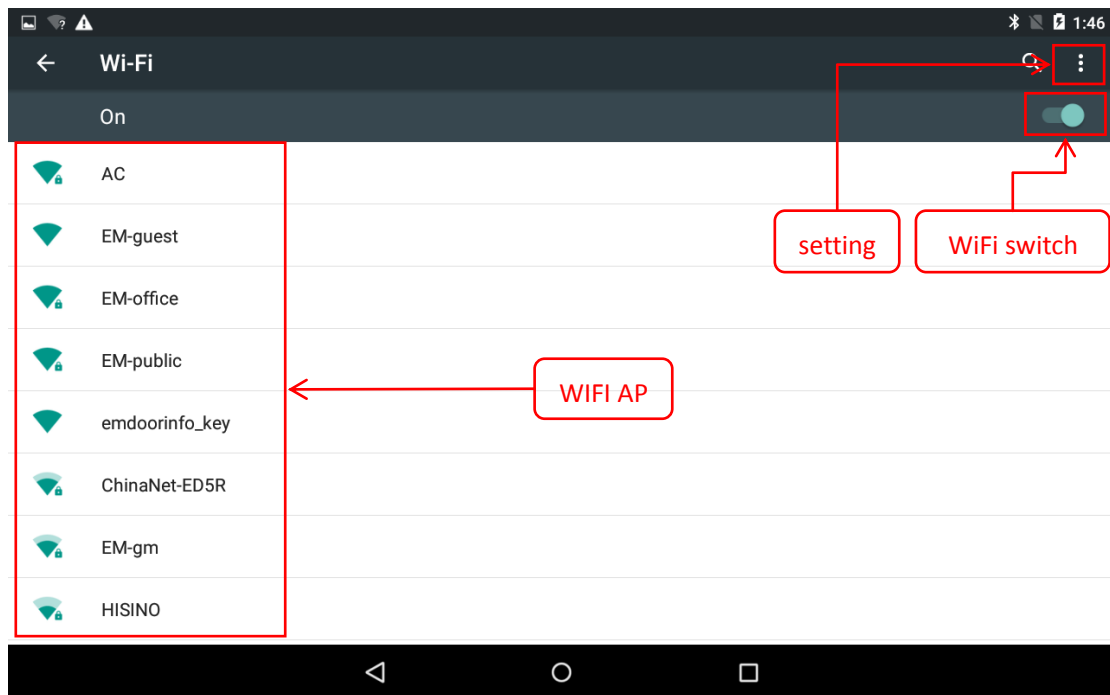 1:46
Wi-Fi
On
AC
EM-guest
setting
WiFi switch
EM-office
EM-public
WIFI AP
emdoorinfo_key
ChinaNet-ED5R
EM-gm
HISINO